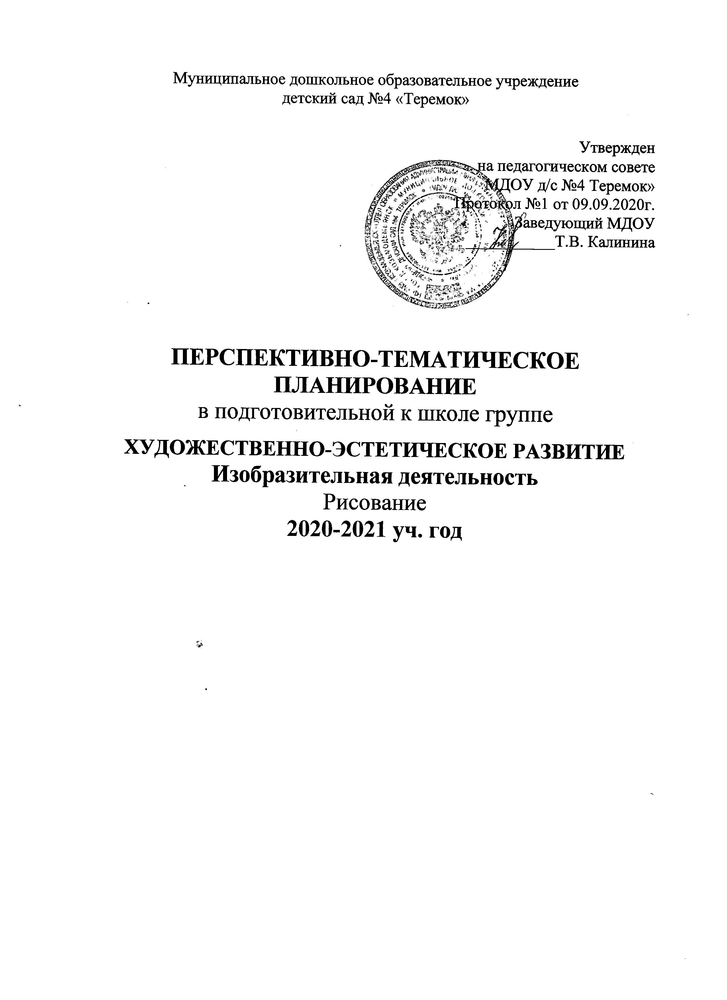 Муниципальное дошкольное образовательное учреждение
детский сад №4 «Теремок»
Утвержден
на педагогическом совете
МДОУ д/с №4 Теремок»
Протокол №1 от 09.09.2020г.
Заведующий МДОУ
Т.В. Калинина
ПЕРСПЕКТИВНО-ТЕМАТИЧЕСКОЕ
ПЛАНИРОВАНИЕ
в подготовительной к школе группе
ХУДОЖЕСТВЕННО-ЭСТЕТИЧЕСКОЕ РАЗВИТИЕ
Изобразительная деятельность
Рисование
2020-2021 уч. год